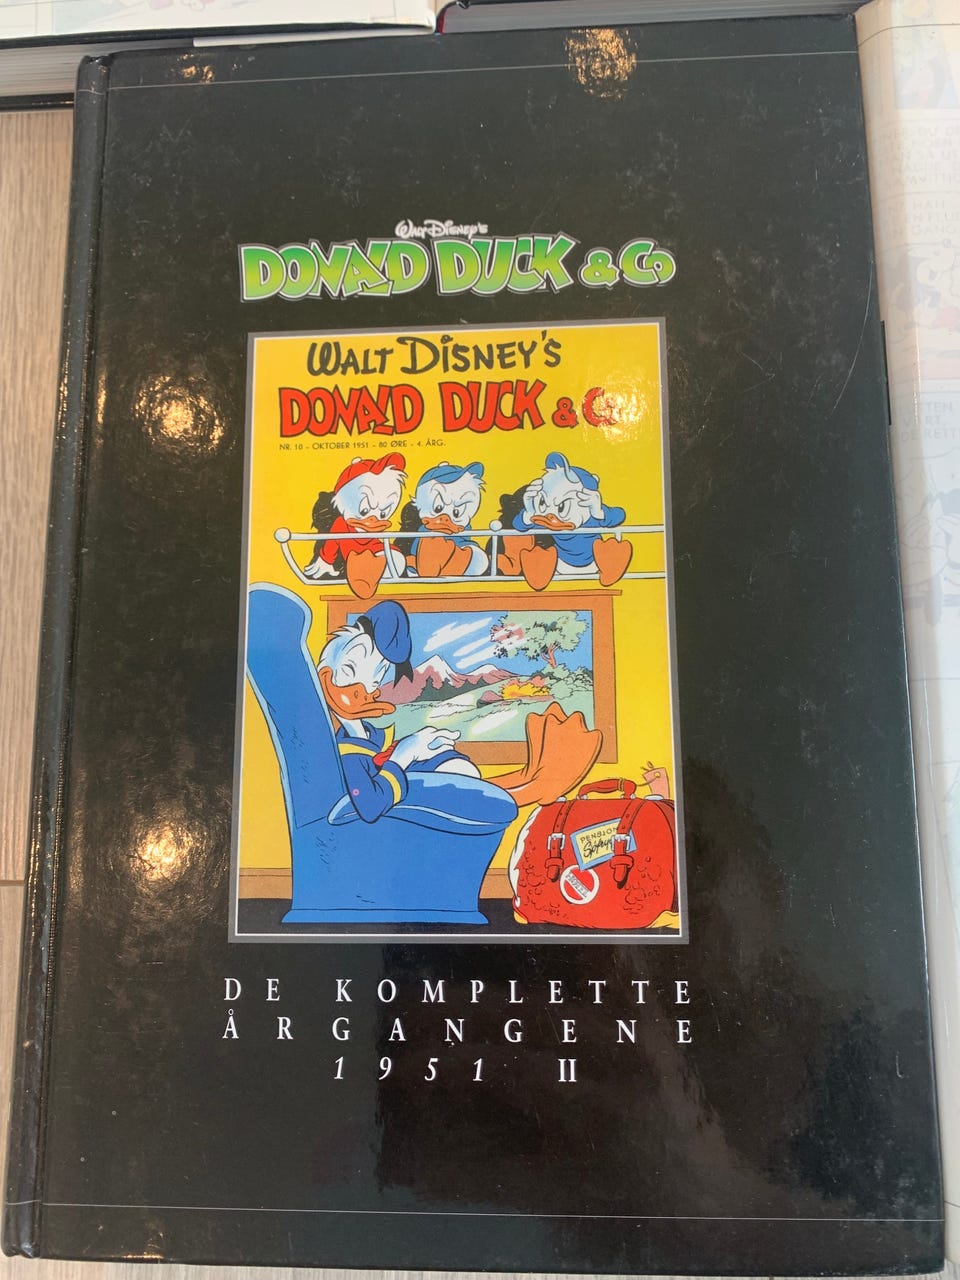 WALT DISNEY'S
DONALD DUCK & Co
WALT DISNEY'S
DONALD DUCK & Co
NR. 10 - OKTOBER 1951 - 80 ØRE - 4. ÅRG.
PENSJON
DE KOMPLETTE
ÅRGANGENE
1951 II